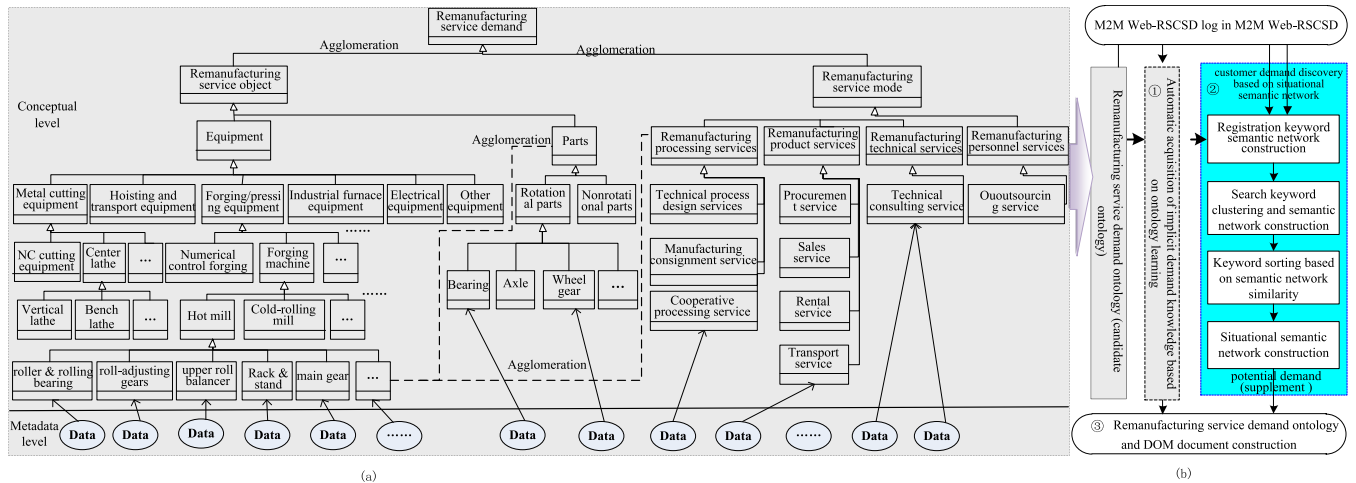 Remanufacturing
service demand
Agglomeration
Agglomeration
Remanufacturing
service object
Remanufacturing
service mode
Conceptual
level
Equipment
Agglomeration
Parts
Remanufacturing
processing services
Remanufacturing
product services
Remanufacturing
technical services
Remanufacturing
personnel services
Metal cutting
equipment
Hoisting and
transport equipment
Forging/pressi
ng equipment
Industrial furnace
equipment
Electrical
equipment
Other
equipment
Rotation
al parts
Nonrotati
onal parts
Technical process
design services
Procuremen
t service
Technical
consulting service
Ououtsourcin
g service
......
NC cutting
equipment
Center
lathe
...
Numerical
control forging
Forging
machine
...
Manufacturing
consignment service
Sales
service
Bearing
Axle
Wheel
gear
...
......
Vertical
lathe
Bench
lathe
...
Hot mill
Cold-rolling
mill
...
Cooperative
processing service
Rental
service
Agglomeration
Transport
service
roller & rolling
bearing
roll-adjusting
gears
upper roll
balancer
Rack &
stand
main gear
...
Metadata
level
Data
Data
Data
Data
Data
......
Data
Data
Data
Data
......
Data
Data
(a)
M2M Web-RSCSD log in M2M Web-RSCSD
Remanufacturing service demand ontology (candidate
ontology)
①
Automatic acquisition of implicit demand knowledge based
on ontology learning
②
customer demand discovery
based on situational
semantic network
Registration keyword
semantic network
construction
Search keyword
clustering and semantic
network construction
Keyword sorting based
on semantic network
similarity
Situational semantic
network construction
potential demand
(supplement )
③ Remanufacturing service demand ontology
and DOM document construction
(b)